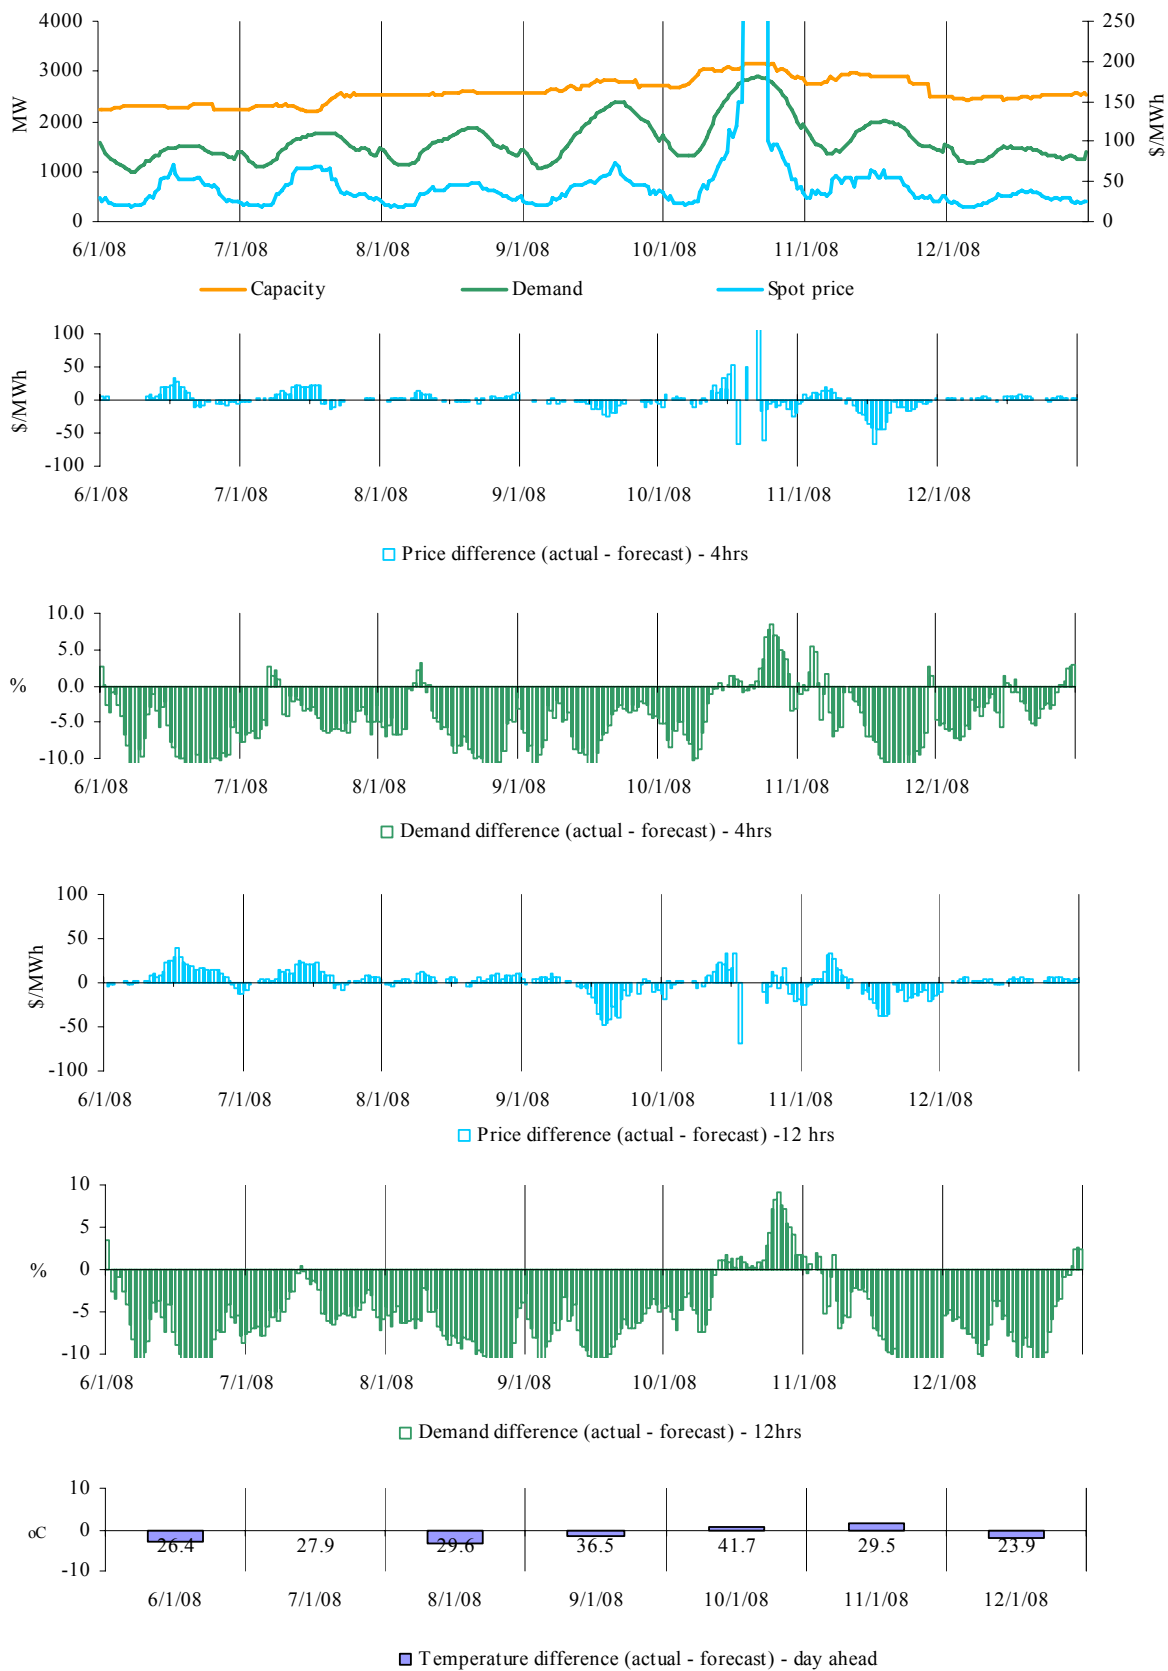 4000 250
3000 200
2000 150
1000 100
0 50
0
MW
$/MWh
6/1/08 7/1/08 8/1/08 9/1/08 10/1/08 11/1/08 12/1/08
Capacity Demand Spot price
100
50
0
-50
-100
$/MWh
6/1/08 7/1/08 8/1/08 9/1/08 10/1/08 11/1/08 12/1/08
Price difference (actual - forecast) - 4hrs
10.0
5.0
0.0
-5.0
-10.0
%
6/1/08 7/1/08 8/1/08 9/1/08 10/1/08 11/1/08 12/1/08
Demand difference (actual - forecast) - 4hrs
100
50
0
-50
-100
$/MWh
6/1/08 7/1/08 8/1/08 9/1/08 10/1/08 11/1/08 12/1/08
Price difference (actual - forecast) -12 hrs
10
5
0
-5
-10
%
6/1/08 7/1/08 8/1/08 9/1/08 10/1/08 11/1/08 12/1/08
Demand difference (actual - forecast) - 12hrs
10
0
-10
oC
26.4 27.9 29.6 36.5 41.7 29.5 23.9
6/1/08 7/1/08 8/1/08 9/1/08 10/1/08 11/1/08 12/1/08
Temperature difference (actual - forecast) - day ahead